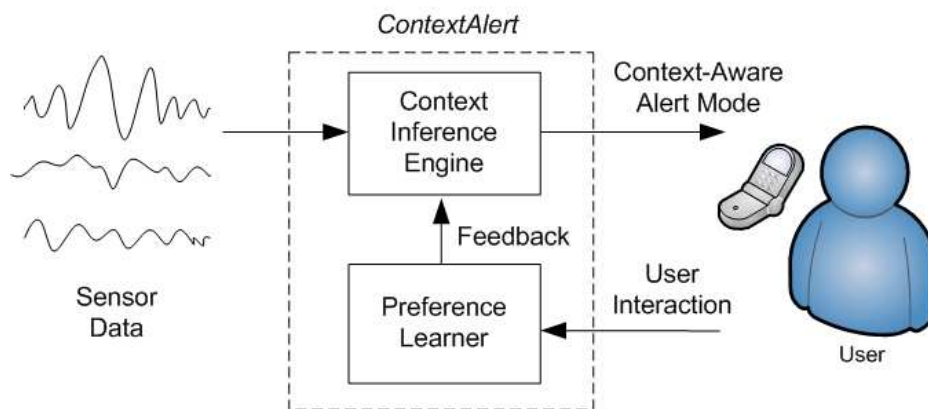 ContextAlert
Context
Inference
Engine
Context-Aware
Alert Mode
Feedback
Sensor
Data
Preference
Learner
User
Interaction
User